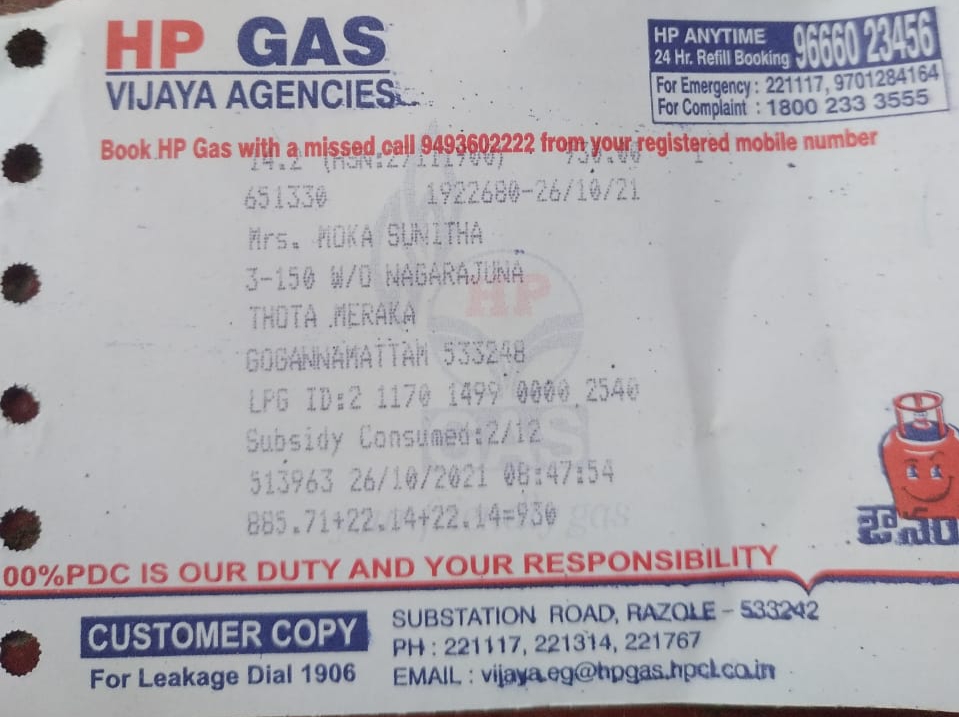 HP GAS
VIJAYA AGENCIES
HP ANYTIME
24 Hr. Refill Booking 96660 23456
For Emergency : 221117, 9701284164
For Complaint : 1800 233 3555
Book HP Gas with a missed call 9493602222 from your registered mobile number
14.2 (HSN:27111900) 930.00 1
651330 1922680-26/10/21
Mrs. MOKA SUNITHA
3-150 W/O NAGARAJUNA
THOTA MERAKA
GOGANNAMATTAM 533248
LPG ID:2 1170 1499 0000 2540
Subsidy Consumed:2/12
513963 26/10/2021 08:47:54
885.71+22.14+22.14=930
HP
GAS
gas
00%PDC IS OUR DUTY AND YOUR RESPONSIBILITY
CUSTOMER COPY
For Leakage Dial 1906
SUBSTATION ROAD, RAZOLE - 533242
PH : 221117, 221314, 221767
EMAIL : vijaya.eg@hpgas.hpcl.co.in